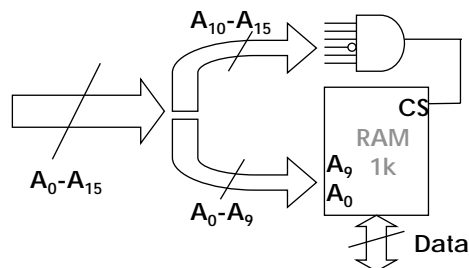 A₁₀-A₁₅
CS
RAM
1k
A₉
A₀
A₀-A₁₅
A₀-A₉
Data